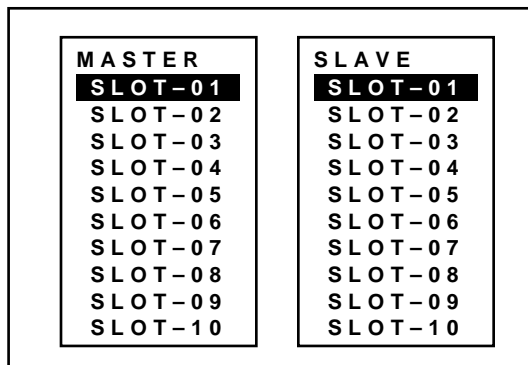 MASTER
SLOT–01
SLOT–02
SLOT–03
SLOT–04
SLOT–05
SLOT–06
SLOT–07
SLOT–08
SLOT–09
SLOT–10
SLAVE
SLOT–01
SLOT–02
SLOT–03
SLOT–04
SLOT–05
SLOT–06
SLOT–07
SLOT–08
SLOT–09
SLOT–10